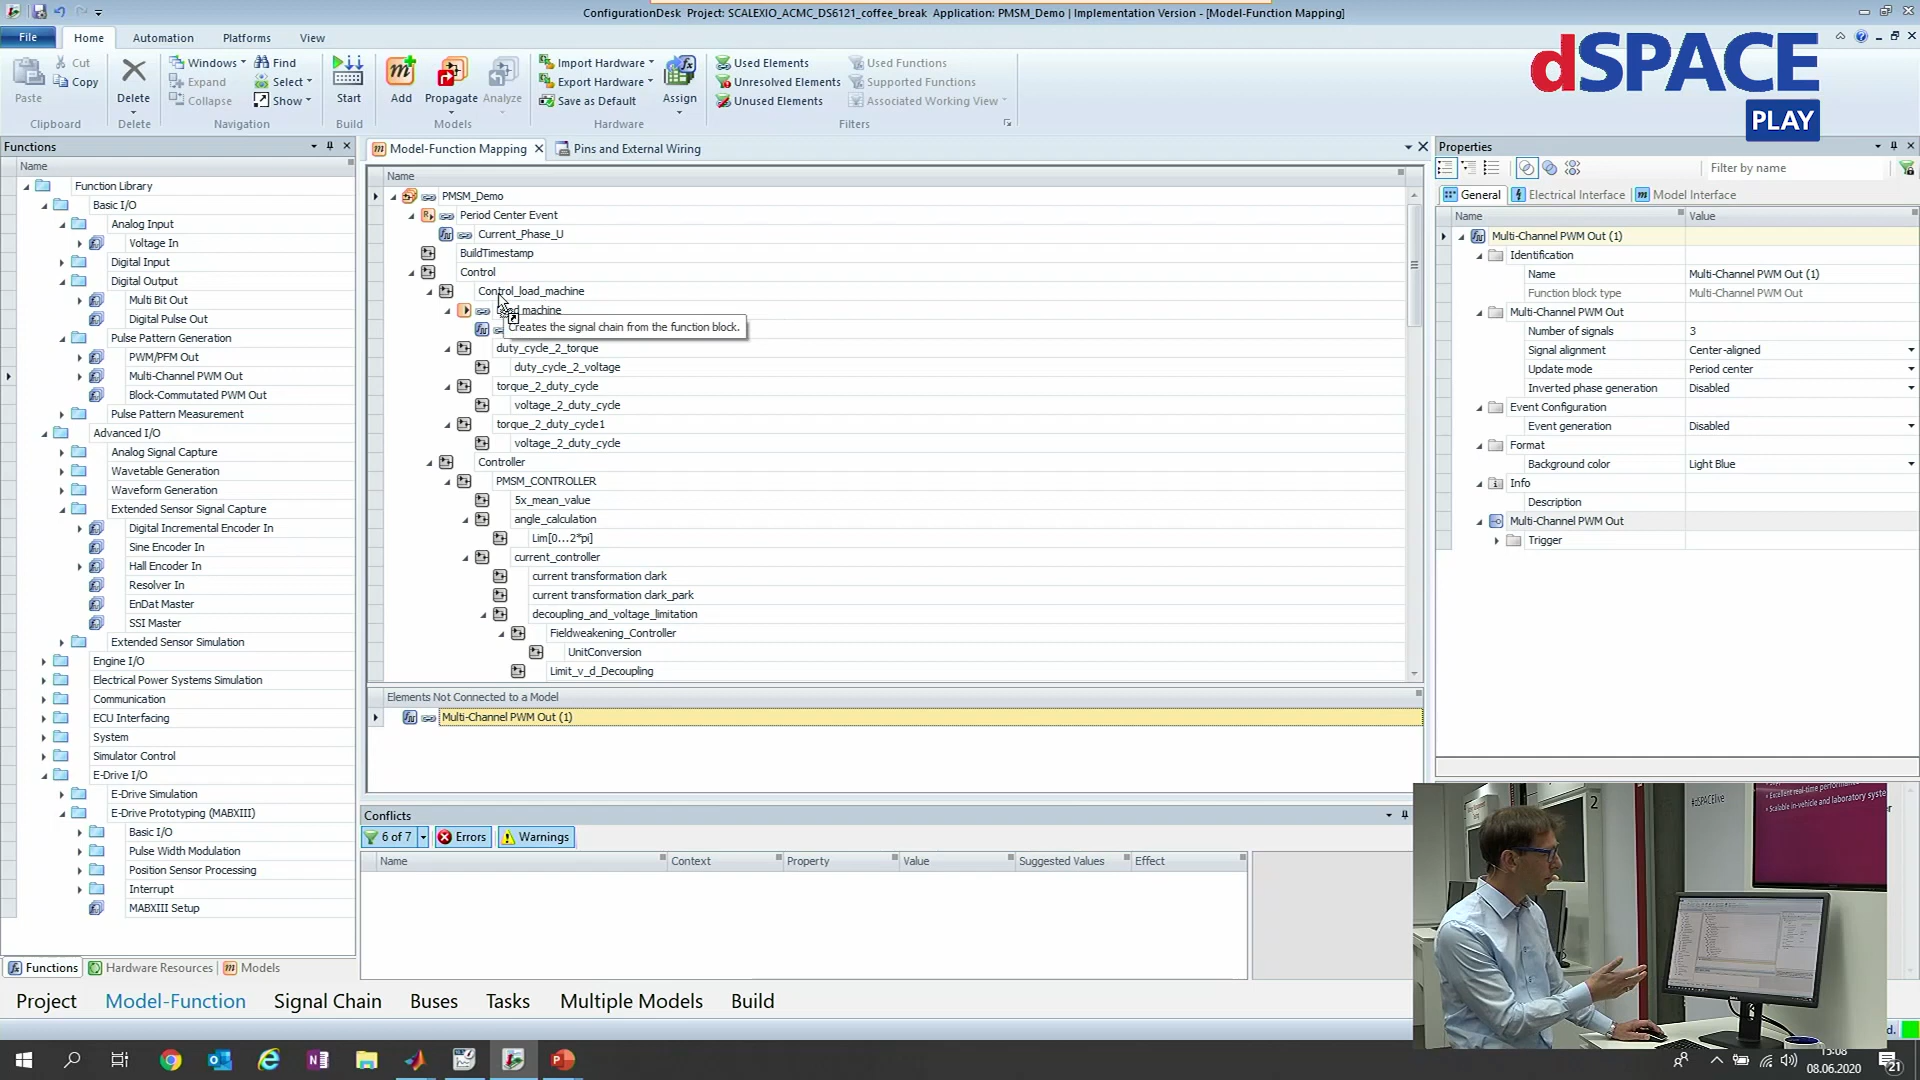 ConfigurationDesk Project: SCALEXIO_ACMC_DS6121_coffee_break Application: PMSM_Demo | Implementation Version - [Model-Function Mapping]
File Home Automation Platforms View
Paste
Cut
Copy
Clipboard
Delete
Delete
Windows
Expand
Collapse
Find
Select
Show
Navigation
Start
Build
Add
Propagate
Analyze
Models
Import Hardware
Export Hardware
Save as Default
Assign
Hardware
Used Elements
Unresolved Elements
Unused Elements
Used Functions
Supported Functions
Associated Working View
Filters
dSPACE
PLAY
Functions
Name
Function Library
Basic I/O
Analog Input
Voltage In
Digital Input
Digital Output
Multi Bit Out
Digital Pulse Out
Pulse Pattern Generation
PWM/PFM Out
Multi-Channel PWM Out
Block-Commutated PWM Out
Pulse Pattern Measurement
Advanced I/O
Analog Signal Capture
Wavetable Generation
Waveform Generation
Extended Sensor Signal Capture
Digital Incremental Encoder In
Sine Encoder In
Hall Encoder In
Resolver In
EnDat Master
SSI Master
Extended Sensor Simulation
Engine I/O
Electrical Power Systems Simulation
Communication
ECU Interfacing
System
Simulator Control
E-Drive I/O
E-Drive Simulation
E-Drive Prototyping (MABXIII)
Basic I/O
Pulse Width Modulation
Position Sensor Processing
Interrupt
MABXIII Setup
Functions Hardware Resources Models
Model-Function Mapping Pins and External Wiring
Name
PMSM_Demo
Period Center Event
Current_Phase_U
BuildTimestamp
Control
Control_load_machine
machine
Creates the signal chain from the function block.
duty_cycle_2_torque
duty_cycle_2_voltage
torque_2_duty_cycle
voltage_2_duty_cycle
torque_2_duty_cycle1
voltage_2_duty_cycle
Controller
PMSM_CONTROLLER
5x_mean_value
angle_calculation
Lim[0...2*pi]
current_controller
current transformation clark
current transformation clark_park
decoupling_and_voltage_limitation
Fieldweakening_Controller
UnitConversion
Limit_v_d_Decoupling
Elements Not Connected to a Model
Multi-Channel PWM Out (1)
Conflicts
6 of 7 Errors Warnings
Name Context Property Value Suggested Values Effect
Properties
Filter by name
General Electrical Interface Model Interface
Name Value
Multi-Channel PWM Out (1)
Identification
Name Multi-Channel PWM Out (1)
Function block type Multi-Channel PWM Out
Multi-Channel PWM Out
Number of signals 3
Signal alignment Center-aligned
Update mode Period center
Inverted phase generation Disabled
Event Configuration
Event generation Disabled
Format
Background color Light Blue
Info
Description
Multi-Channel PWM Out
Trigger
#dSPACElive
2
Excellent real-time performance
Scalable in-vehicle and laboratory syste
Project Model-Function Signal Chain Buses Tasks Multiple Models Build
15:08
08.06.2020
21